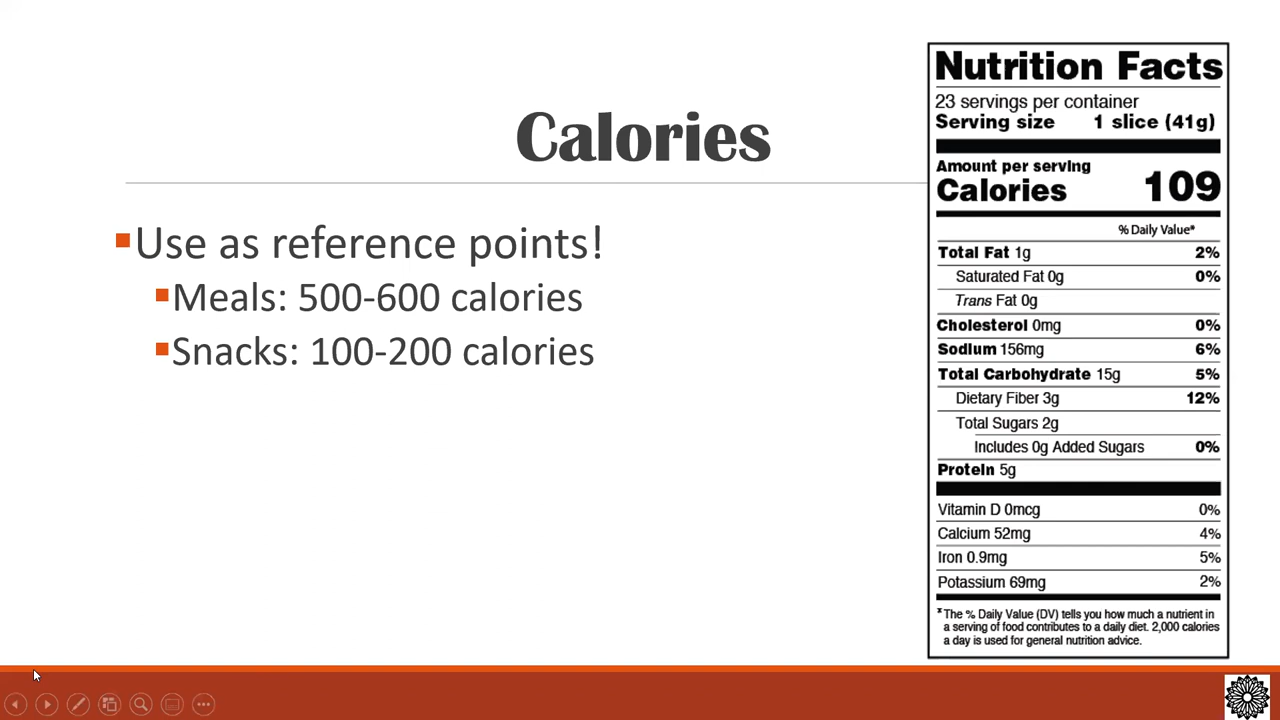 Calories
Use as reference points!
Meals: 500-600 calories
Snacks: 100-200 calories
Nutrition Facts
23 servings per container
Serving size 1 slice (41g)
Amount per serving
Calories 109
% Daily Value*
Total Fat 1g 2%
Saturated Fat 0g 0%
Trans Fat 0g
Cholesterol 0mg 0%
Sodium 156mg 6%
Total Carbohydrate 15g 5%
Dietary Fiber 3g 12%
Total Sugars 2g
Includes 0g Added Sugars 0%
Protein 5g
Vitamin D 0mcg 0%
Calcium 52mg 4%
Iron 0.9mg 5%
Potassium 69mg 2%
*The % Daily Value (DV) tells you how much a nutrient in
a serving of food contributes to a daily diet. 2,000 calories
a day is used for general nutrition advice.